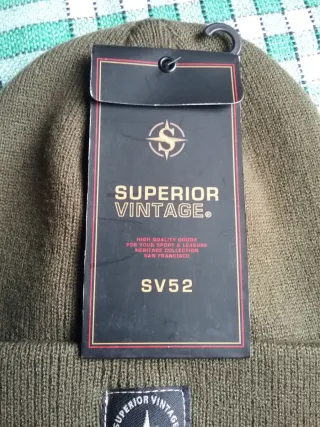 S
SUPERIOR
VINTAGE®
HIGH QUALITY GOODS
FOR YOUR SPORT & LEISURE
HERITAGE COLLECTION
SAN FRANCISCO
SV52
SUPERIOR VINTAGE